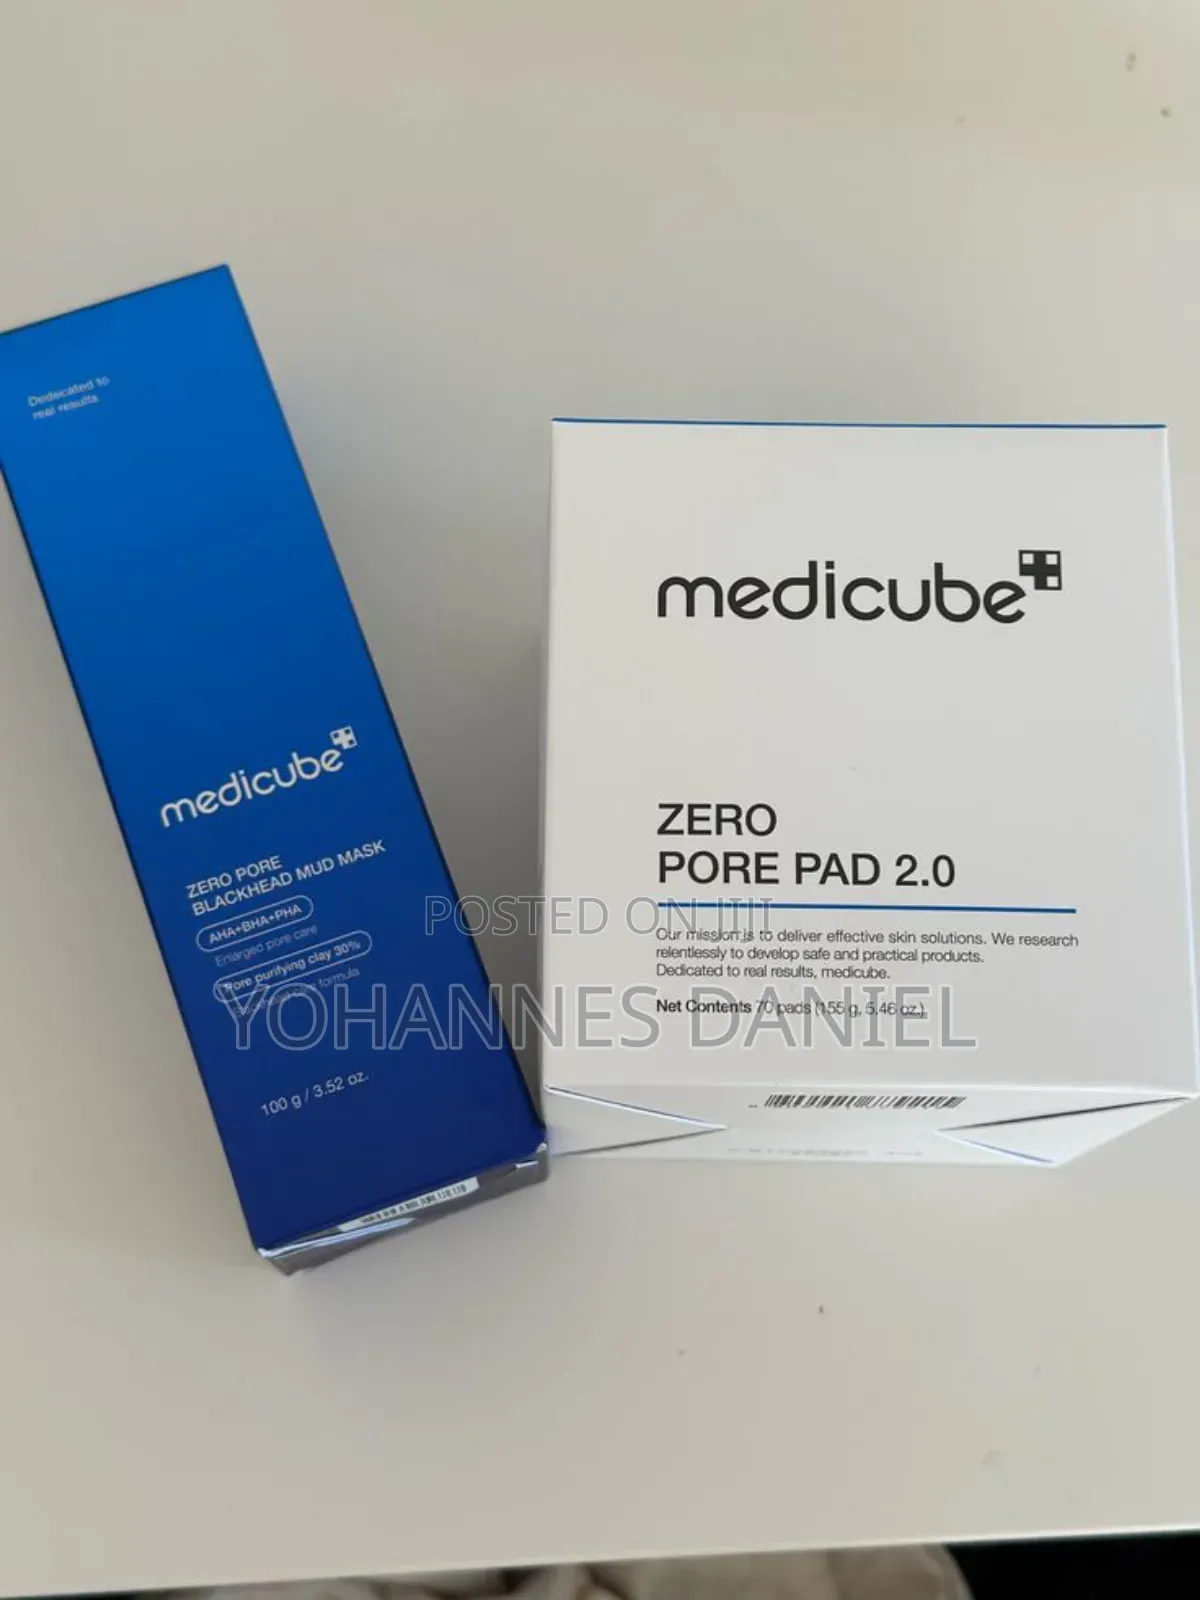 Dedecated to
real results
medicube
ZERO PORE
BLACKHEAD MUD MASK
AHA+BHA+PHA
Enlarged pore care
Pore purifying clay 30%
formula
100 g / 3.52 oz.
medicube
ZERO
PORE PAD 2.0
Our mission is to deliver effective skin solutions. We research
relentlessly to develop safe and practical products.
Dedicated to real results, medicube.
Net Contents 70 pads (155 g, 5.46 oz.)
POSTED ON JIJI
YOHANNES DANIEL